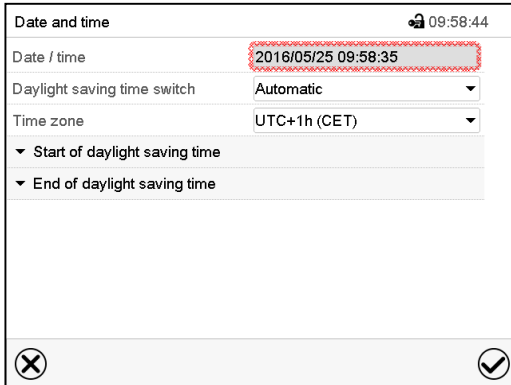 Date and time 09:58:44
Date / time 2016/05/25 09:58:35
Daylight saving time switch Automatic
Time zone UTC+1h (CET)
Start of daylight saving time
End of daylight saving time